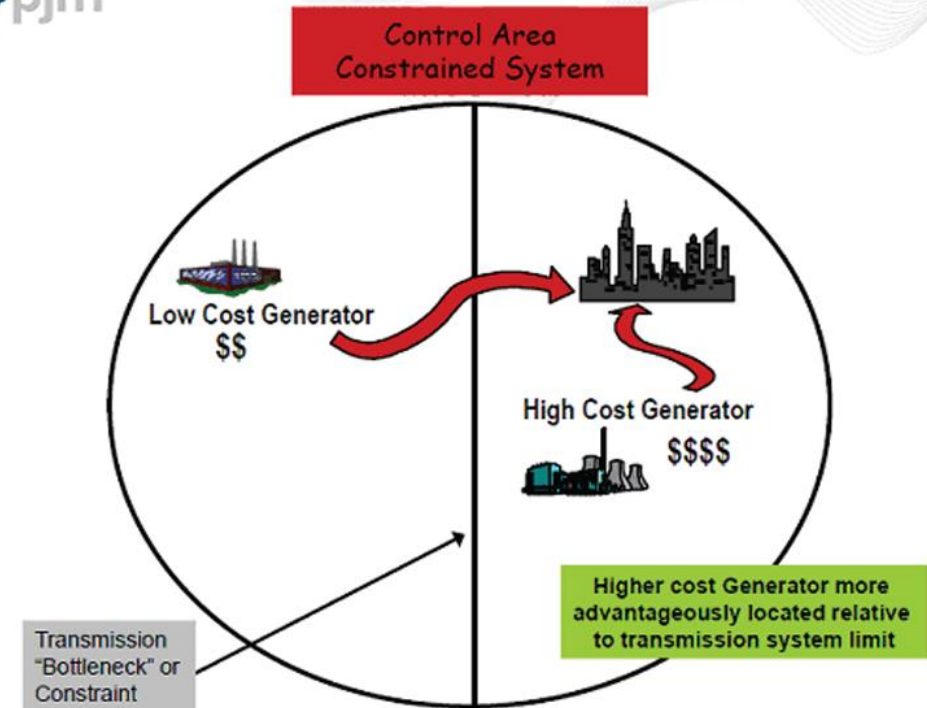 pjm
Control Area
Constrained System
Low Cost Generator
$$
High Cost Generator
$$$$
Higher cost Generator more
advantageously located relative
to transmission system limit
Transmission
"Bottleneck" or
Constraint